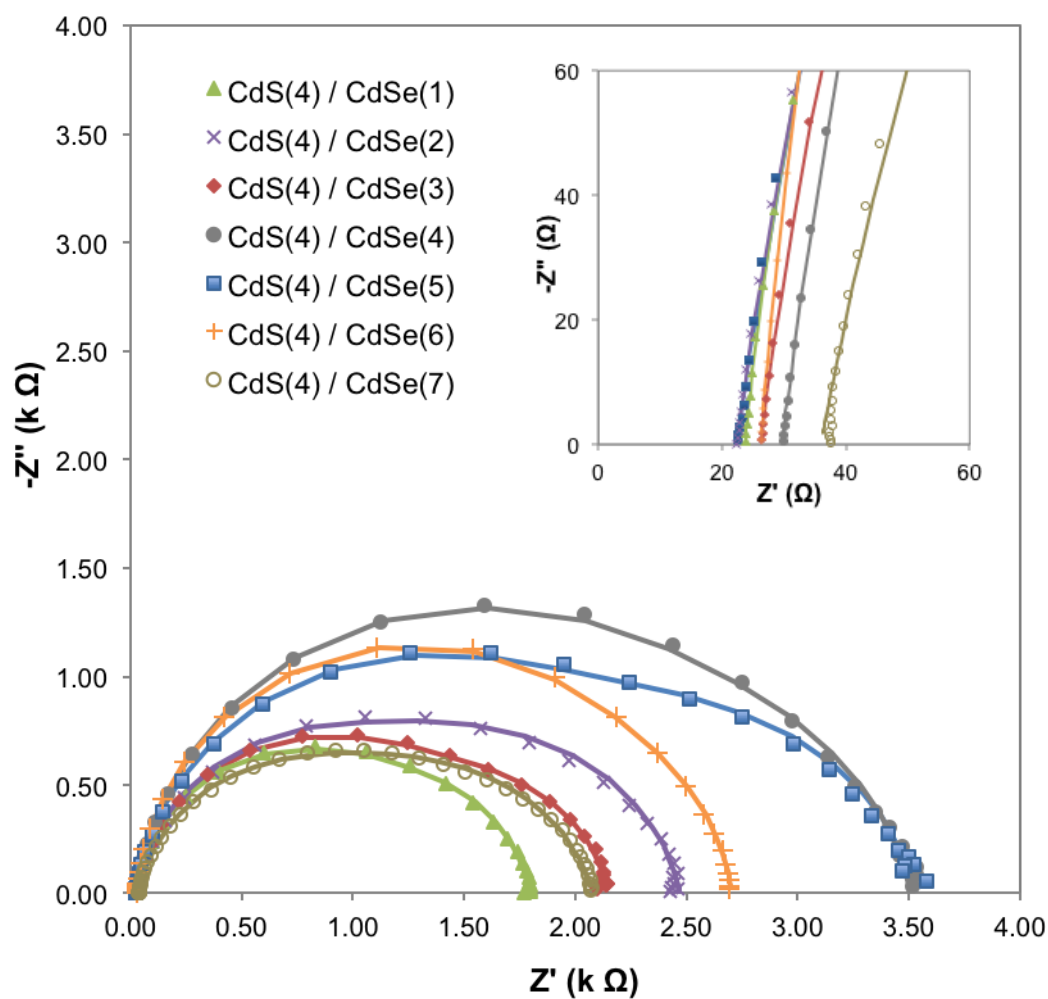 4.00
3.50
3.00
2.50
2.00
1.50
1.00
0.50
0.00
-Z'' (k Ω)
CdS(4) / CdSe(1)
CdS(4) / CdSe(2)
CdS(4) / CdSe(3)
CdS(4) / CdSe(4)
CdS(4) / CdSe(5)
CdS(4) / CdSe(6)
CdS(4) / CdSe(7)
60
40
20
0
-Z'' (Ω)
0 20 40 60
Z' (Ω)
0.00 0.50 1.00 1.50 2.00 2.50 3.00 3.50 4.00
Z' (k Ω)